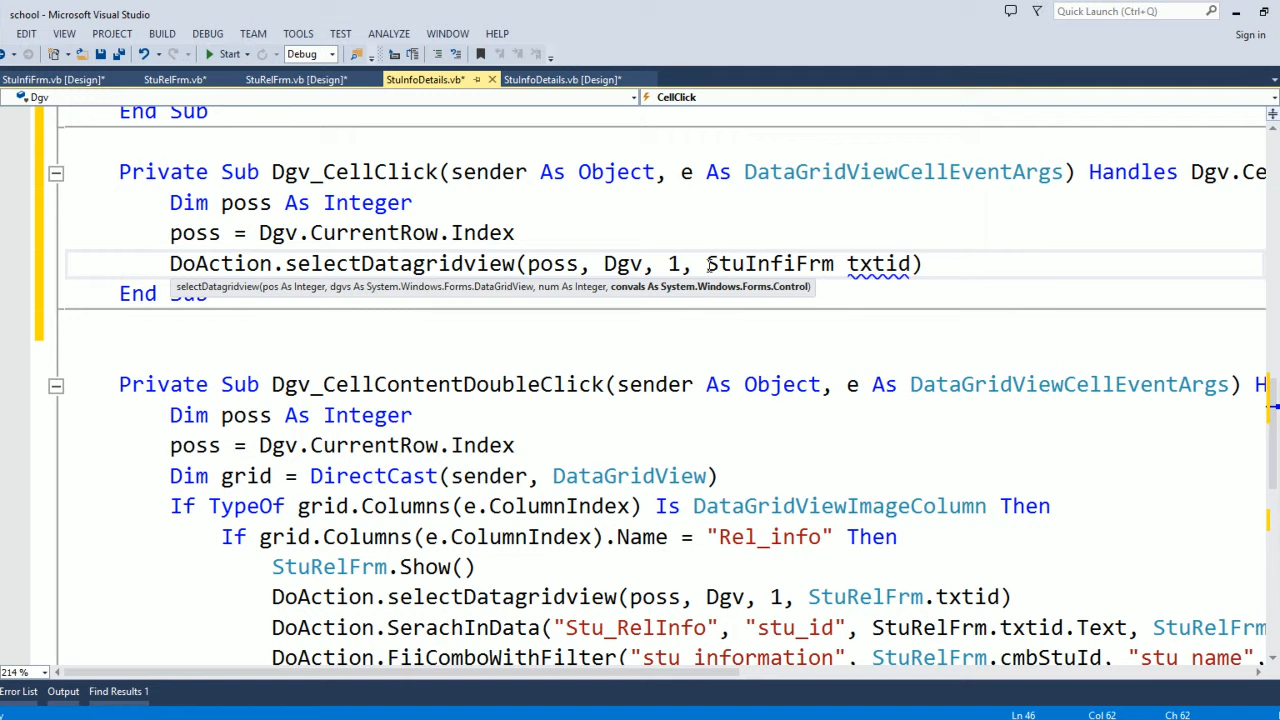 school - Microsoft Visual Studio
Quick Launch (Ctrl+Q)
FILE EDIT VIEW PROJECT BUILD DEBUG TEAM TOOLS TEST ANALYZE WINDOW HELP
Sign in
Start Debug
StuInfiFrm.vb [Design]* StuRelFrm.vb* StuRelFrm.vb [Design]* StuInfoDetails.vb* StuInfoDetails.vb [Design]*
Dgv CellClick
End Sub
Private Sub Dgv_CellClick(sender As Object, e As DataGridViewCellEventArgs) Handles Dgv.Ce
Dim poss As Integer
poss = Dgv.CurrentRow.Index
DoAction.selectDatagridview(poss, Dgv, 1, StuInfiFrm txtid)
selectDatagridview(pos As Integer, dgvs As System.Windows.Forms.DataGridView, num As Integer, convals As System.Windows.Forms.Control)
End Sub
Private Sub Dgv_CellContentDoubleClick(sender As Object, e As DataGridViewCellEventArgs) H
Dim poss As Integer
poss = Dgv.CurrentRow.Index
Dim grid = DirectCast(sender, DataGridView)
If TypeOf grid.Columns(e.ColumnIndex) Is DataGridViewImageColumn Then
If grid.Columns(e.ColumnIndex).Name = "Rel_info" Then
StuRelFrm.Show()
DoAction.selectDatagridview(poss, Dgv, 1, StuRelFrm.txtid)
DoAction.SerachInData("Stu_RelInfo", "stu_id", StuRelFrm.txtid.Text, StuRelFrm
DoAction.FiiComboWithFilter("stu_information", StuRelFrm.cmbStuId, "stu_name",
214 %
Error List Output Find Results 1
Ln 46 Col 62 Ch 62